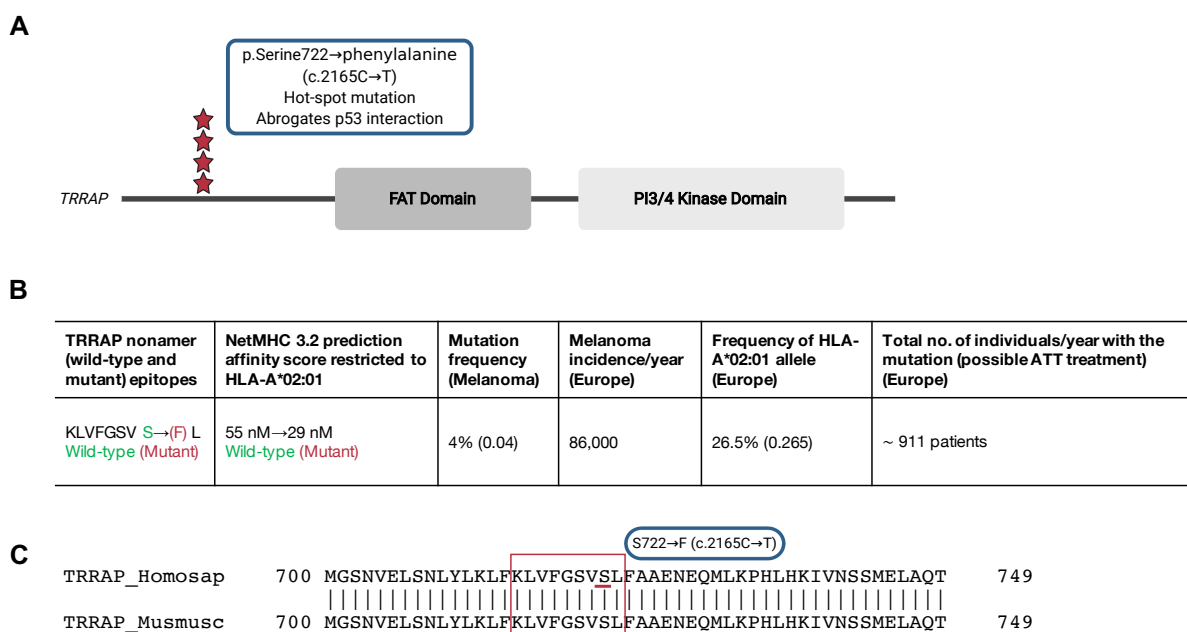 A
p.Serine722→phenylalanine
(c.2165C→T)
Hot-spot mutation
Abrogates p53 interaction
TRRAP
FAT Domain
PI3/4 Kinase Domain
B
TRRAP nonamer
(wild-type and
mutant) epitopes
NetMHC 3.2 prediction
affinity score restricted to
HLA-A*02:01
Mutation
frequency
(Melanoma)
Melanoma
incidence/year
(Europe)
Frequency of HLA-
A*02:01 allele
(Europe)
Total no. of individuals/year with the
mutation (possible ATT treatment)
(Europe)
KLVFGSV S→(F) L
Wild-type (Mutant)
55 nM→29 nM
Wild-type (Mutant)
4% (0.04)
86,000
26.5% (0.265)
~ 911 patients
C
S722→F (c.2165C→T)
TRRAP_Homosap 700 MGSNVELSNLYLKLFKLVFGSVSLFAAENEQMLKPHLHKIVNSSMELAQT 749
TRRAP_Musmusc 700 MGSNVELSNLYLKLFKLVFGSVSLFAAENEQMLKPHLHKIVNSSMELAQT 749